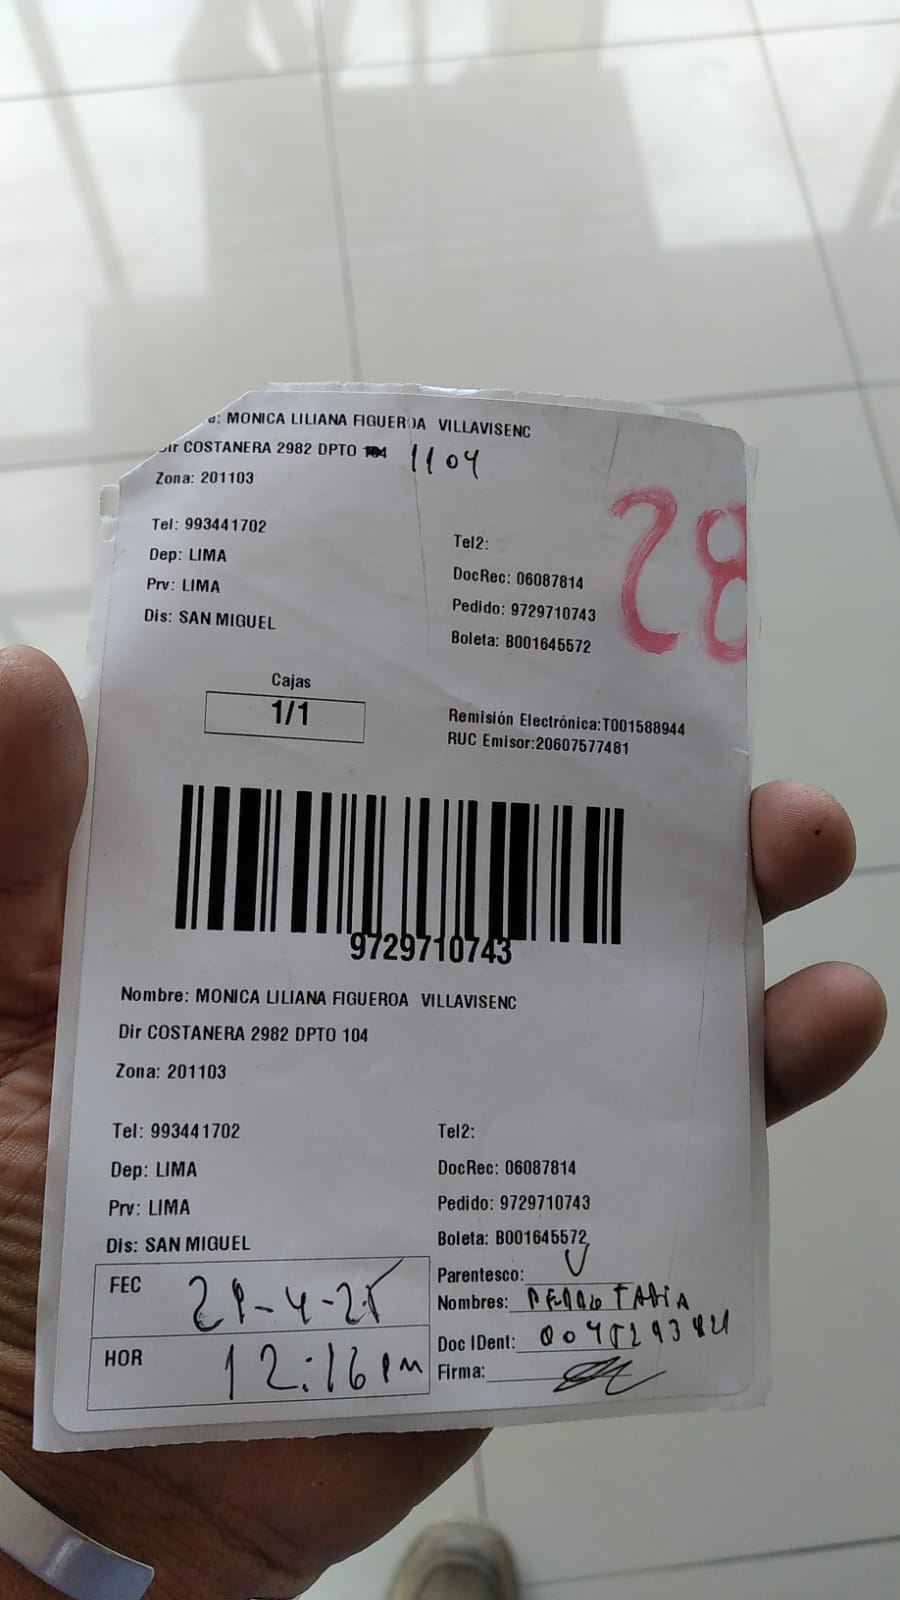 e: MONICA LILIANA FIGUEROA VILLAVISENC
Dir COSTANERA 2982 DPTO 104 1104
Zona: 201103
Tel: 993441702
Tel2:
Dep: LIMA
DocRec: 06087814
Prv: LIMA
Pedido: 9729710743
Dis: SAN MIGUEL
Boleta: B001645572
28
Cajas
1/1
Remisión Electrónica:T001588944
RUC Emisor:20607577481
9729710743
Nombre: MONICA LILIANA FIGUEROA VILLAVISENC
Dir COSTANERA 2982 DPTO 104
Zona: 201103
Tel: 993441702
Tel2:
Dep: LIMA
DocRec: 06087814
Prv: LIMA
Pedido: 9729710743
Dis: SAN MIGUEL
Boleta: B001645572
FEC
Parentesco:
Nombres:
HOR 12:16 PM
Doc IDent:
Firma: